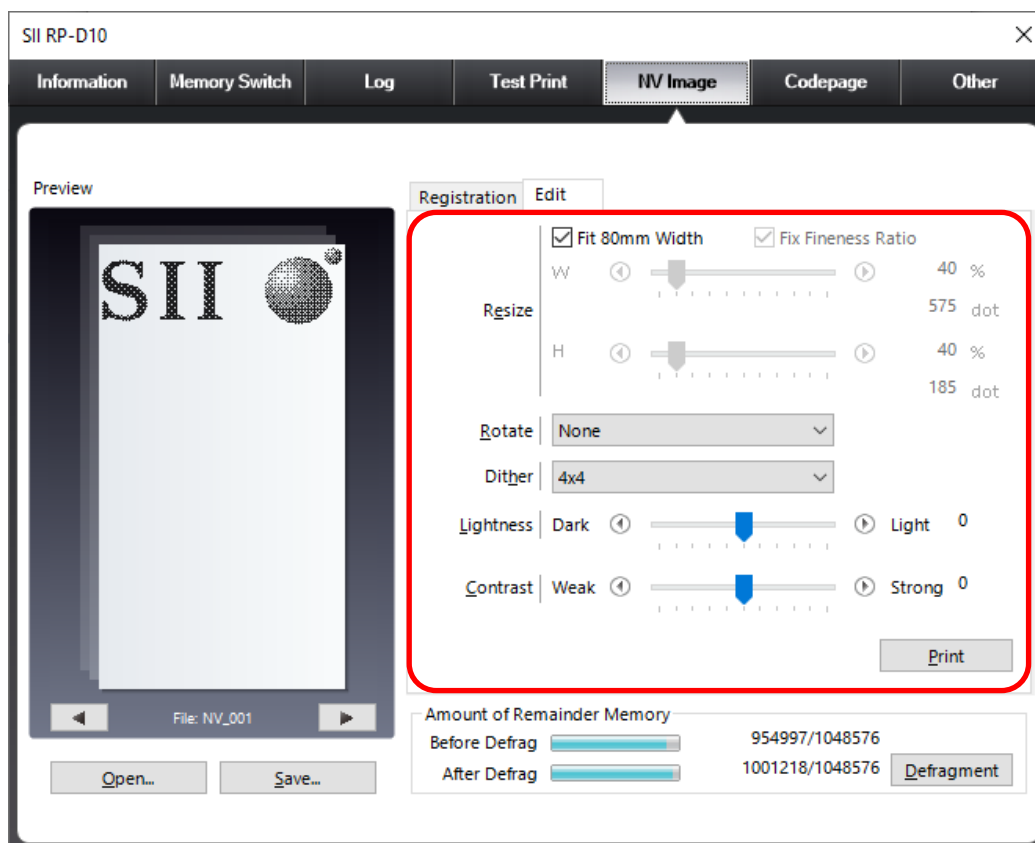 SII RP-D10
Information Memory Switch Log Test Print NV Image Codepage Other
Preview
SII
File: NV_001
Open... Save...
Registration Edit
Fit 80mm Width Fix Fineness Ratio
Resize
W 40 %
575 dot
H 40 %
185 dot
Rotate None
Dither 4x4
Lightness Dark Light 0
Contrast Weak Strong 0
Print
Amount of Remainder Memory
Before Defrag 954997/1048576
After Defrag 1001218/1048576 Defragment